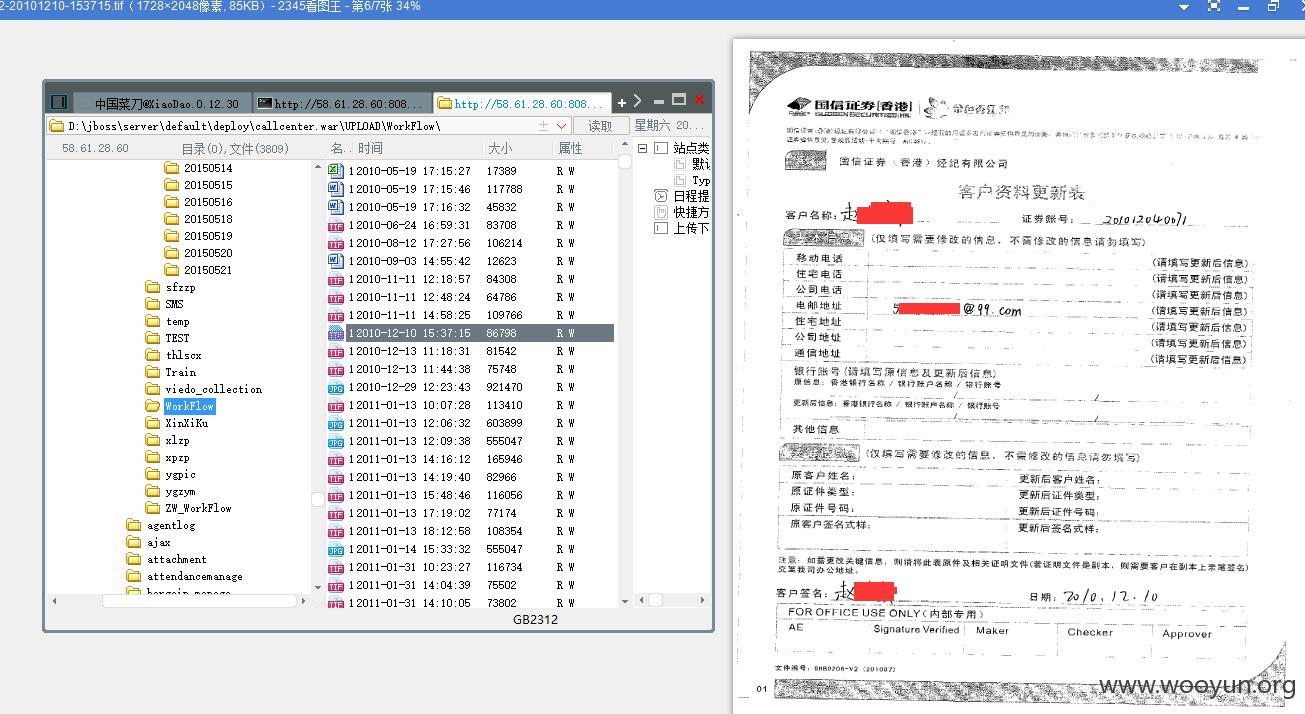 2-20101210-153715.tif（1728×2048像素, 85KB）- 2345看图王 - 第6/7张 34%
中国菜刀@XiaoDao.0.12.30
http://58.61.28.60:808...
http://58.61.28.60:808...
D:\jboss\server\default\deploy\callcenter.war\UPLOAD\WorkFlow\
读取
星期六 20...
58.61.28.60
目录(0),文件(3809)
名..
时间
大小
属性
20150514
20150515
20150516
20150518
20150519
20150520
20150521
sfzzp
SMS
temp
TEST
thlscx
Train
viedo_collection
WorkFlow
XinXiKu
xlzp
xpzp
ygpic
ygzym
ZW_WorkFlow
agentlog
ajax
attachment
attendancemanage
1 2010-05-19 17:15:27 17389 R W
1 2010-05-19 17:15:46 117788 R W
1 2010-05-19 17:16:32 45832 R W
1 2010-06-24 16:59:31 83708 R W
1 2010-08-12 17:27:56 106214 R W
1 2010-09-03 14:55:42 12623 R W
1 2010-11-11 12:18:57 84308 R W
1 2010-11-11 12:48:24 64786 R W
1 2010-11-11 14:58:25 109766 R W
1 2010-12-10 15:37:15 86798 R W
1 2010-12-13 11:18:31 81542 R W
1 2010-12-13 11:44:38 75748 R W
1 2010-12-29 12:23:43 921470 R W
1 2011-01-13 10:07:28 113410 R W
1 2011-01-13 12:06:32 603899 R W
1 2011-01-13 12:09:38 555047 R W
1 2011-01-13 14:16:12 165946 R W
1 2011-01-13 14:19:40 82966 R W
1 2011-01-13 15:48:46 116056 R W
1 2011-01-13 17:19:02 77174 R W
1 2011-01-13 18:12:58 108354 R W
1 2011-01-14 15:33:32 555047 R W
1 2011-01-31 10:23:27 116734 R W
1 2011-01-31 14:04:39 75502 R W
1 2011-01-31 14:10:05 73802 R W
站点类
默认
Typ
日程提
快捷方
上传下
GB2312
国信证券(香港)
国信证券（香港）经纪有限公司
客户资料更新表
客户名称：赵
证券账号：201012040071
(仅填写需要修改的信息，不需修改的信息请勿填写)
移动电话 (请填写更新后信息)
住宅电话 (请填写更新后信息)
公司电话 (请填写更新后信息)
电邮地址 @99.com (请填写更新后信息)
住宅地址 (请填写更新后信息)
公司地址 (请填写更新后信息)
通信地址 (请填写更新后信息)
银行账号(请填写原信息及更新后信息)
原信息：香港银行名称 / 银行账户名称 / 银行账号
更新后信息：香港银行名称 / 银行账户名称 / 银行账号
其他信息
(仅填写需要修改的信息，不需修改的信息请勿填写)
原客户姓名： 更新后客户姓名：
原证件类型： 更新后证件类型：
原证件号码： 更新后证件号码：
原客户签名式样： 更新后签名式样：
注意：如需更改关键信息，则请将此表原件及相关证明文件(若证明文件是副本，则需要客户在副本上亲笔签名)
交至我司办公地址。
客户签名：赵
日期：2010.12.10
FOR OFFICE USE ONLY(内部专用)
AE Signature Verified Maker Checker Approver
文件编号：GHB0206-V2 (201007)
01
www.wooyun.org